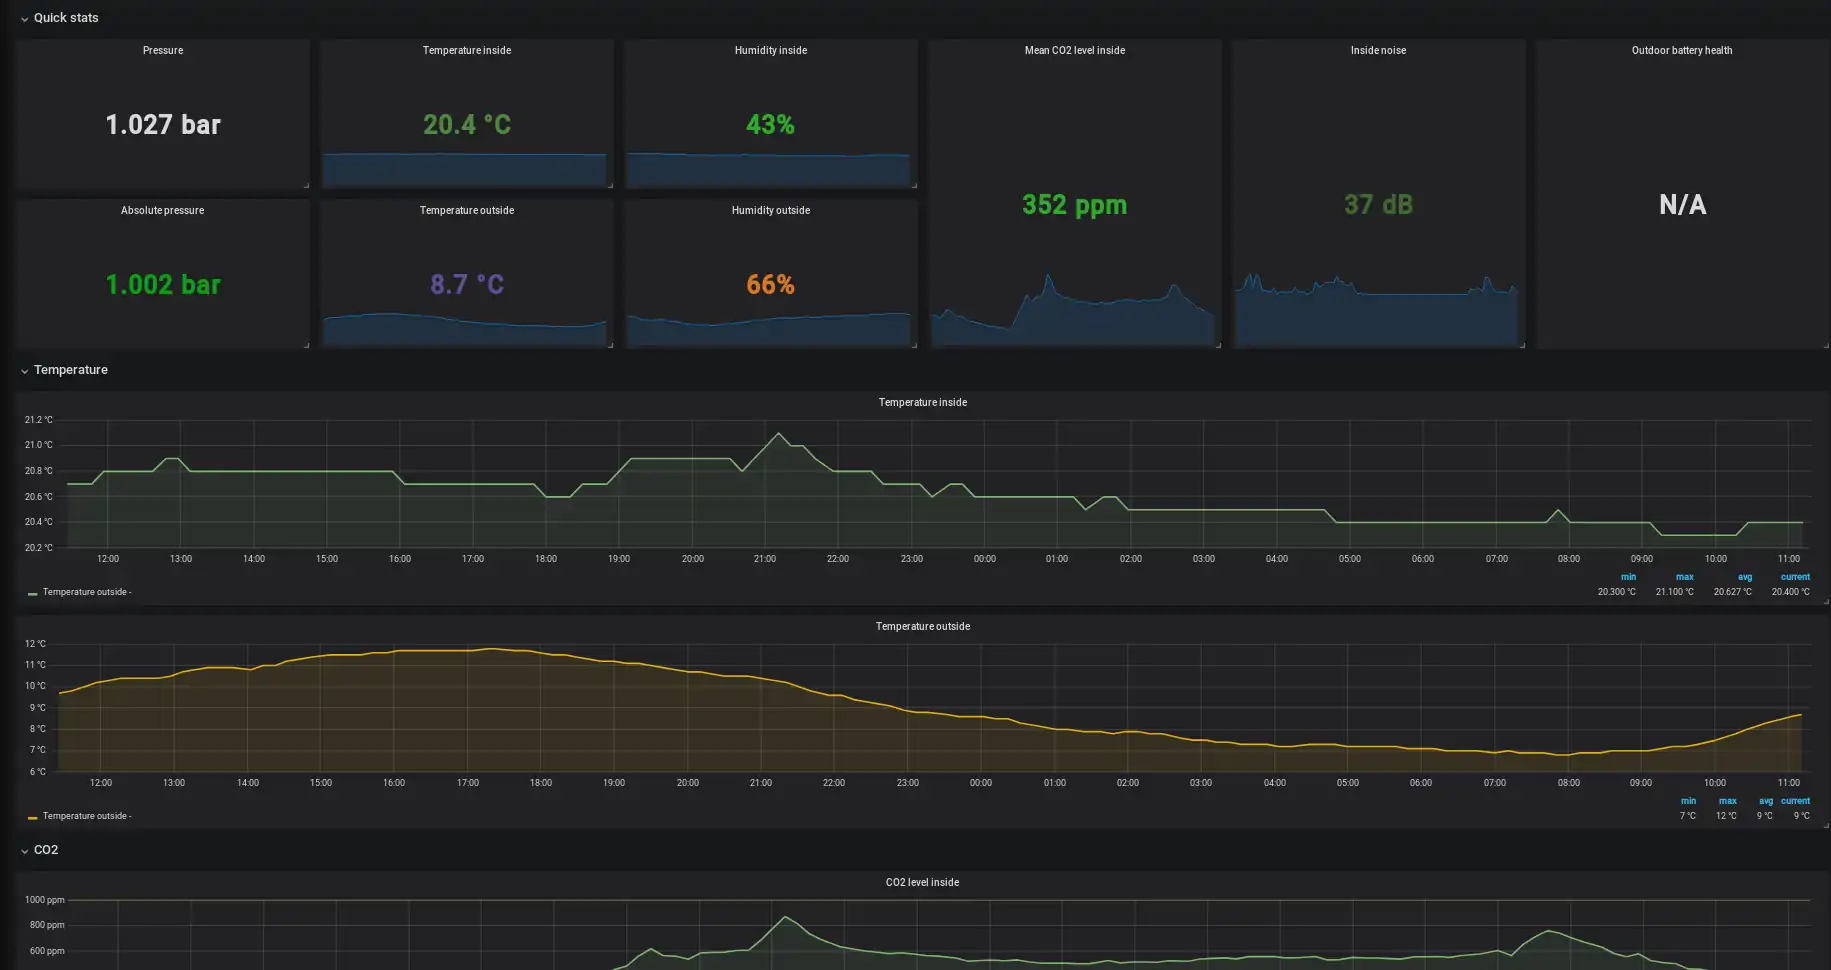 Quick stats
Pressure
1.027 bar
Temperature inside
20.4 °C
Humidity inside
43%
Mean CO2 level inside
352 ppm
Inside noise
37 dB
Outdoor battery health
N/A
Absolute pressure
1.002 bar
Temperature outside
8.7 °C
Humidity outside
66%
Temperature
Temperature inside
21.2 °C
21.0 °C
20.8 °C
20.6 °C
20.4 °C
20.2 °C
12:00 13:00 14:00 15:00 16:00 17:00 18:00 19:00 20:00 21:00 22:00 23:00 00:00 01:00 02:00 03:00 04:00 05:00 06:00 07:00 08:00 09:00 10:00 11:00
min max avg current
Temperature outside - 20.300 °C 21.100 °C 20.627 °C 20.400 °C
Temperature outside
12 °C
11 °C
10 °C
9 °C
8 °C
7 °C
6 °C
12:00 13:00 14:00 15:00 16:00 17:00 18:00 19:00 20:00 21:00 22:00 23:00 00:00 01:00 02:00 03:00 04:00 05:00 06:00 07:00 08:00 09:00 10:00 11:00
min max avg current
Temperature outside - 7 °C 12 °C 9 °C 9 °C
CO2
CO2 level inside
1000 ppm
800 ppm
600 ppm